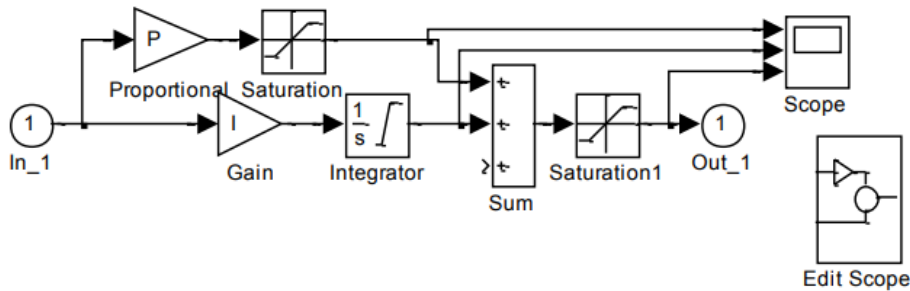 P
Proportional Saturation
Scope
1
In_1
I
Gain
1
s
Integrator
+
+
+
Sum
Saturation1
1
Out_1
Edit Scope